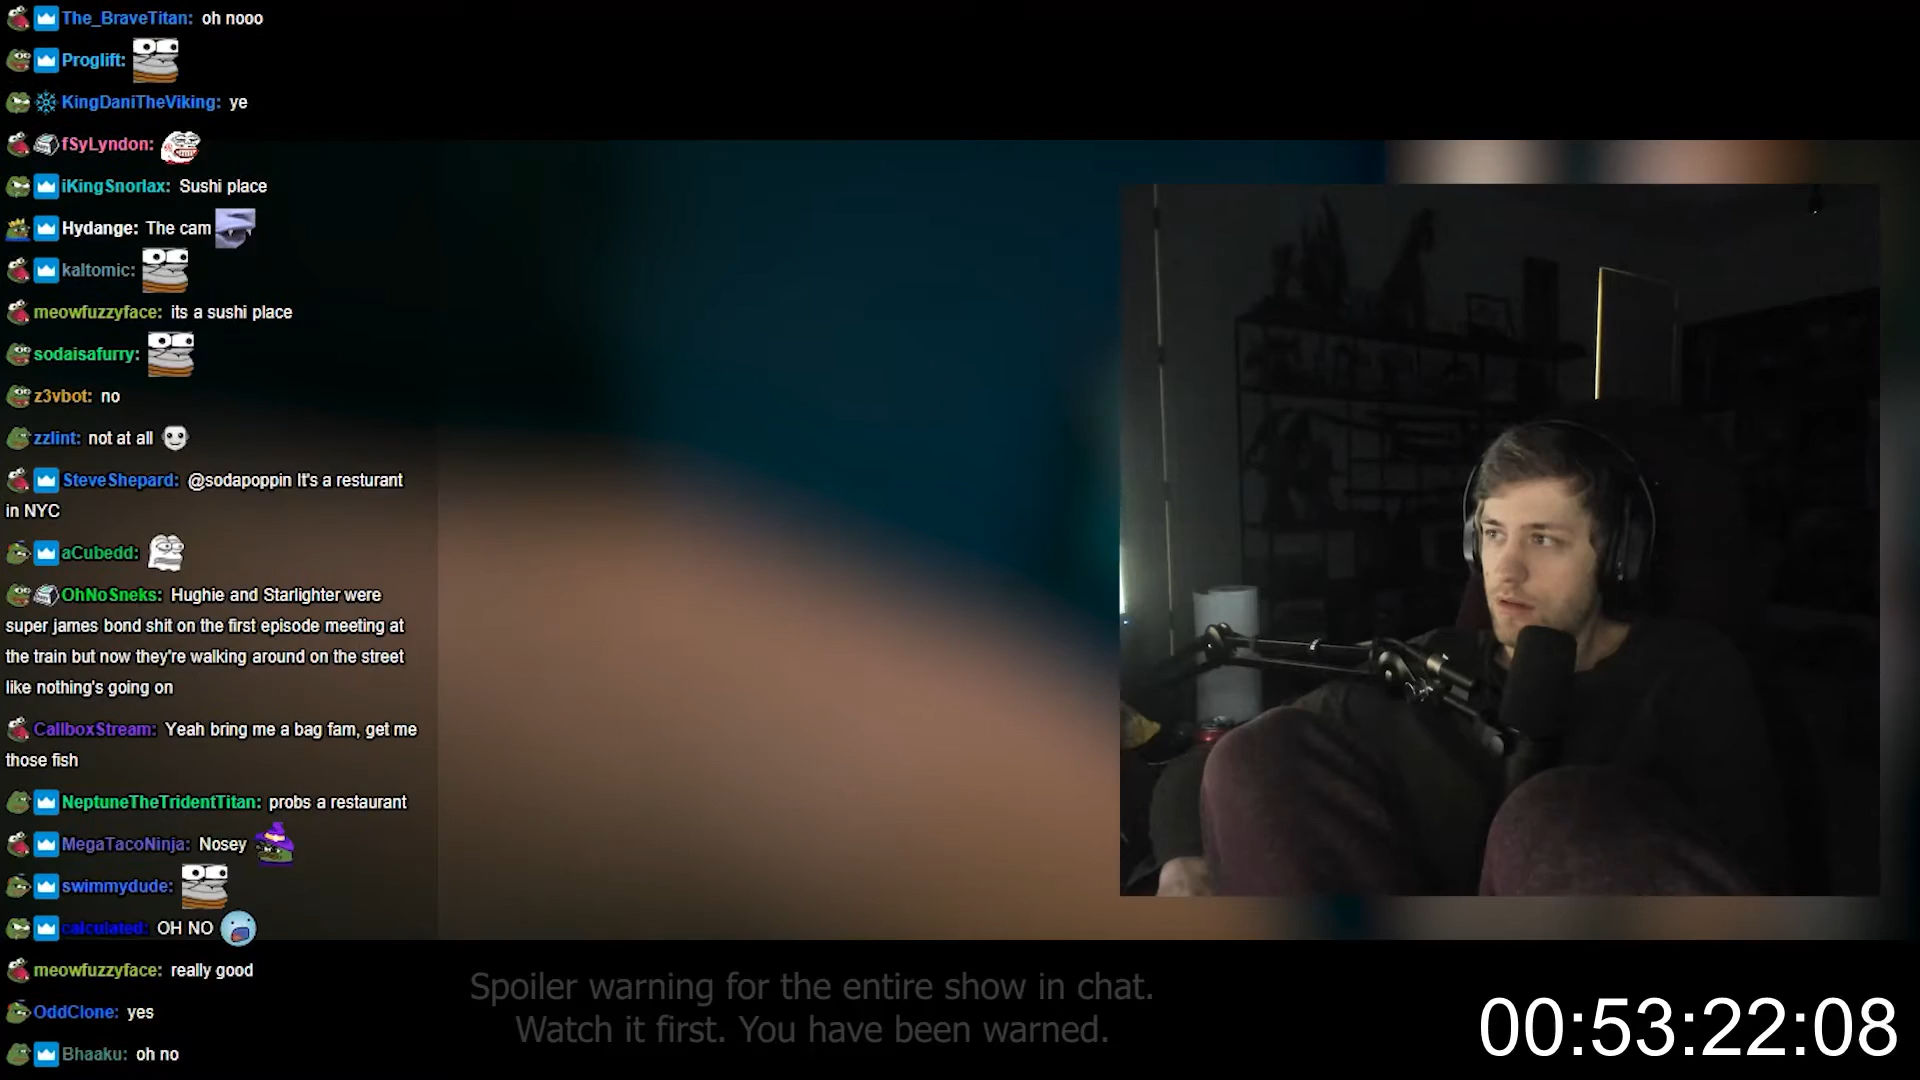 The_BraveTitan: oh nooo
Proglift:
KingDaniTheViking: ye
fSyLyndon:
iKingSnorlax: Sushi place
Hydange: The cam
kaltomic:
meowfuzzyface: its a sushi place
sodaisafurry:
z3vbot: no
zzlint: not at all
SteveShepard: @sodapoppin It's a resturant
in NYC
aCubedd:
OhNoSneks: Hughie and Starlighter were
super james bond shit on the first episode meeting at
the train but now they're walking around on the street
like nothing's going on
CallboxStream: Yeah bring me a bag fam, get me
those fish
NeptuneTheTridentTitan: probs a restaurant
MegaTacoNinja: Nosey
swimmydude:
calculated: OH NO
meowfuzzyface: really good
OddClone: yes
Bhaaku: oh no
Spoiler warning for the entire show in chat.
Watch it first. You have been warned.
00:53:22:08